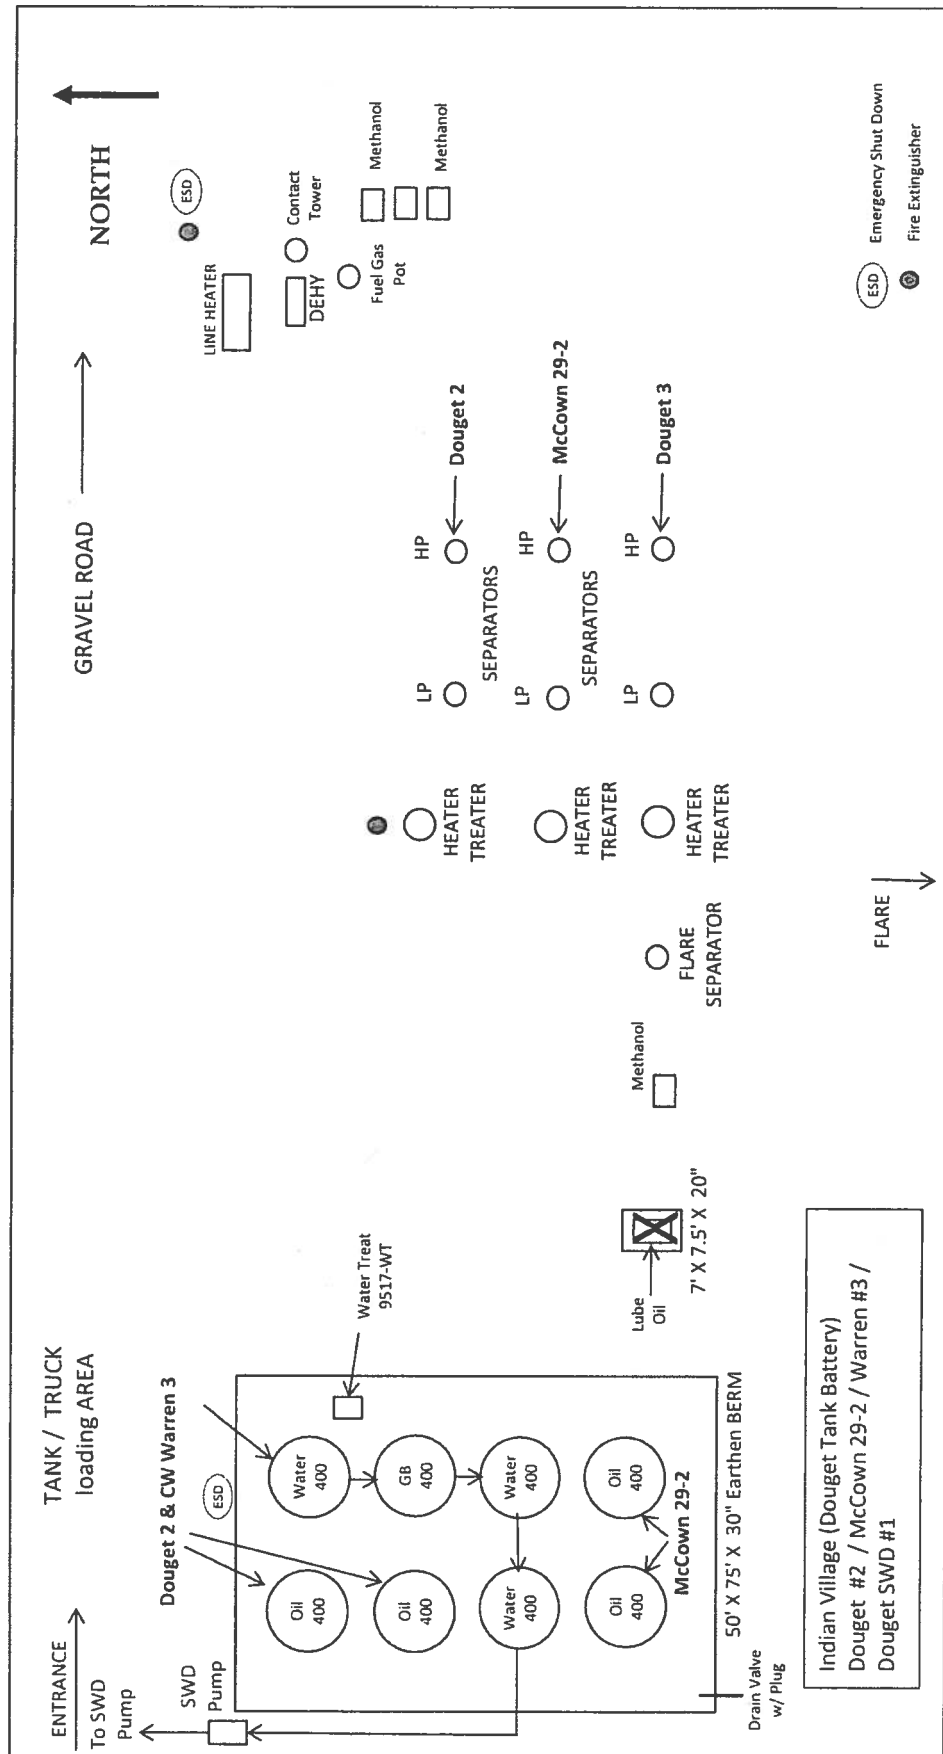 ENTRANCE
To SWD
Pump
TANK / TRUCK
loading AREA
GRAVEL ROAD
NORTH
SWD
Pump
Douget 2 & CW Warren 3
ESD
Oil
400
Water
400
Oil
400
GB
400
Water
400
Water
400
Oil
400
Oil
400
McCown 29-2
50' X 75' X 30" Earthen BERM
Drain Valve
w/ Plug
Water Treat
9517-WT
Lube
Oil
7' X 7.5' X 20"
Methanol
FLARE
SEPARATOR
FLARE
HEATER
TREATER
HEATER
TREATER
HEATER
TREATER
LP
HP
SEPARATORS
Douget 2
LP
HP
SEPARATORS
McCown 29-2
LP
HP
Douget 3
LINE HEATER
ESD
DEHY
Contact
Tower
Fuel Gas
Pot
Methanol
Methanol
ESD
Emergency Shut Down
Fire Extinguisher
Indian Village (Douget Tank Battery)
Douget #2 / McCown 29-2 / Warren #3 /
Douget SWD #1